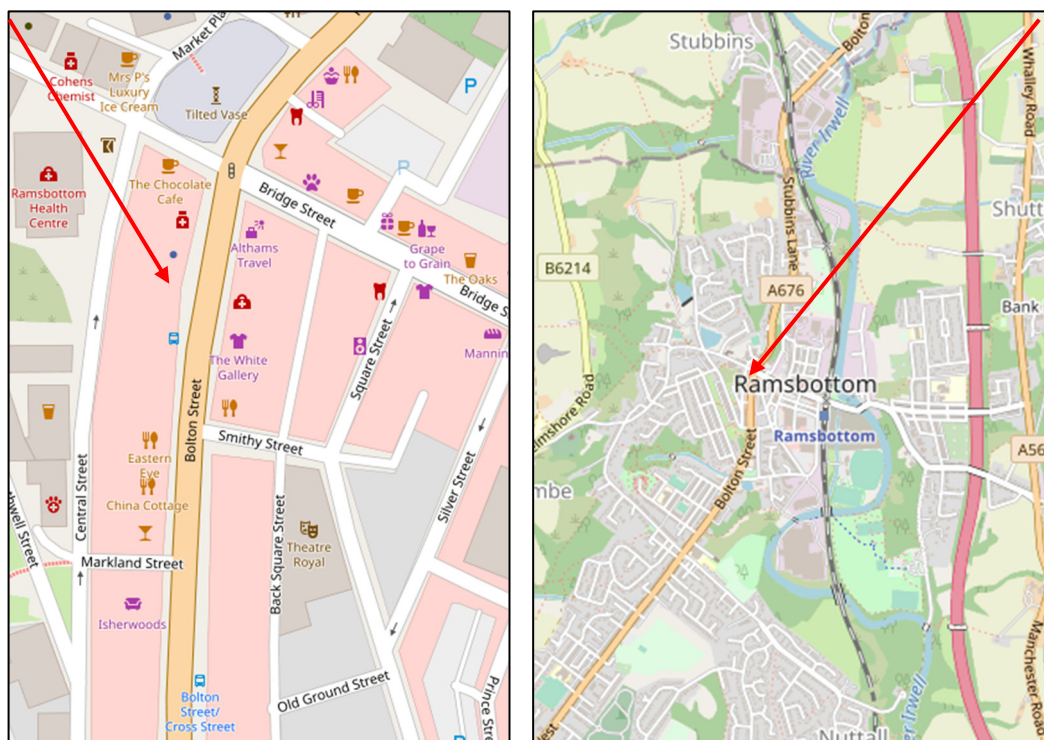 Market Pla
Cohens
Chemist
Mrs P's
Luxury
Ice Cream
Tilted Vase
P
P
Ramsbottom
Health
Centre
The Chocolate
Cafe
Bridge Street
Althams
Travel
Grape
to Grain
The Oaks
Bridge S
The White
Gallery
Square Street
Mannin
Bolton Street
Smithy Street
Eastern
Eye
China Cottage
Central Street
Silver Street
Theatre
Royal
Back Square Street
Markland Street
Isherwoods
Bolton
Street/
Cross Street
Old Ground Street
Prince Stre
P
Stubbins
Bolton
Whalley Road
River Irwell
Stubbins Lane
Shutt
B6214
A676
Bank
Ramsbottom
Ramsbottom
Bolton Street
A56
mbe
Manchester Road
Nuttall